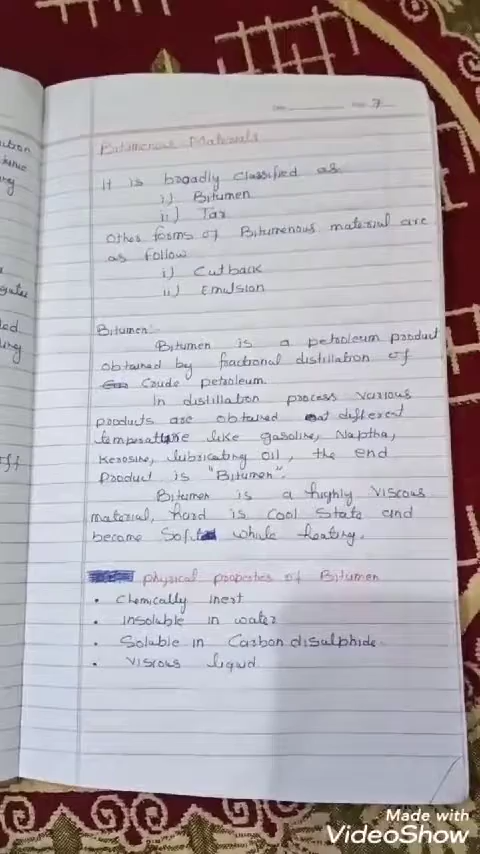 7
Bitumenous Materials
It is broadly classified as
i) Bitumen
ii) Tar
Other forms of Bitumenous material are
as follow
i) Cutback
ii) Emulsion
Bitumen:-
Bitumen is a petroleum product
obtained by fractional distillation of
Crude petroleum.
In distillation process various
products are obtained at different
temperature like gasoline, Naptha,
Kerosine, lubricating oil, the end
product is "Bitumen".
Bitumen is a highly viscous
material, hard is cool state and
become soft while heating.
physical properties of Bitumen
• Chemically inert
• Insoluble in water
• Soluble in Carbon disulphide.
• Viscous liquid
Made with
VideoShow